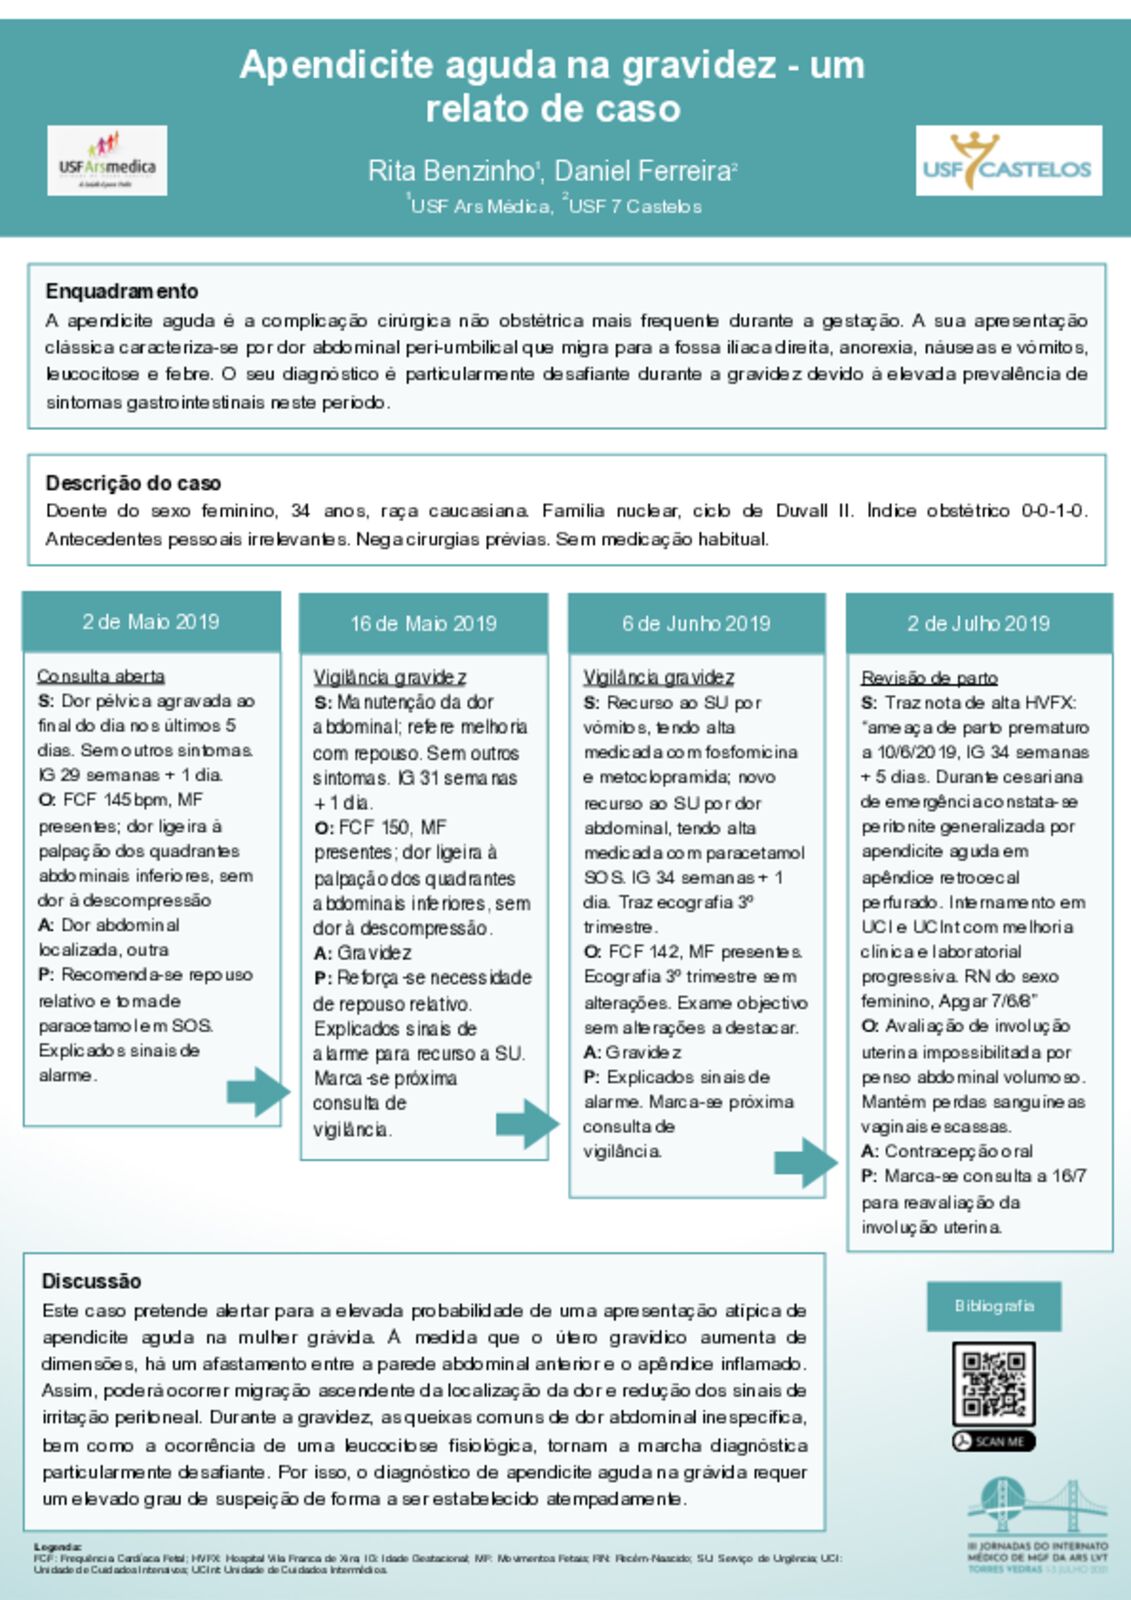 Apendicite aguda na gravidez - um
relato de caso
USF Arsmedica
USF 7 CASTELOS
Rita Benzinho¹, Daniel Ferreira²
¹USF Ars Médica, ²USF 7 Castelos
Enquadramento
A apendicite aguda é a complicação cirúrgica não obstétrica mais frequente durante a gestação. A sua apresentação
clássica caracteriza-se por dor abdominal peri-umbilical que migra para a fossa ilíaca direita, anorexia, náuseas e vómitos,
leucocitose e febre. O seu diagnóstico é particularmente desafiante durante a gravidez devido à elevada prevalência de
sintomas gastrointestinais neste período.
Descrição do caso
Doente do sexo feminino, 34 anos, raça caucasiana. Família nuclear, ciclo de Duvall II. Índice obstétrico 0-0-1-0.
Antecedentes pessoais irrelevantes. Nega cirurgias prévias. Sem medicação habitual.
2 de Maio 2019
Consulta aberta
S: Dor pélvica agravada ao
final do dia nos últimos 5
dias. Sem outros sintomas.
IG 29 semanas + 1 dia.
O: FCF 145 bpm, MF
presentes; dor ligeira à
palpação dos quadrantes
abdominais inferiores, sem
dor à descompressão
A: Dor abdominal
localizada, outra
P: Recomenda-se repouso
relativo e toma de
paracetamol em SOS.
Explicados sinais de
alarme.
16 de Maio 2019
Vigilância gravidez
S: Manutenção da dor
abdominal; refere melhoria
com repouso. Sem outros
sintomas. IG 31 semanas
+ 1 dia.
O: FCF 150, MF
presentes; dor ligeira à
palpação dos quadrantes
abdominais inferiores, sem
dor à descompressão.
A: Gravidez
P: Reforça-se necessidade
de repouso relativo.
Explicados sinais de
alarme para recurso a SU.
Marca-se próxima
consulta de
vigilância.
6 de Junho 2019
Vigilância gravidez
S: Recurso ao SU por
vómitos, tendo alta
medicada com fosfomicina
e metoclopramida; novo
recurso ao SU por dor
abdominal, tendo alta
medicada com paracetamol
SOS. IG 34 semanas + 1
dia. Traz ecografia 3º
trimestre.
O: FCF 142, MF presentes.
Ecografia 3º trimestre sem
alterações. Exame objectivo
sem alterações a destacar.
A: Gravidez
P: Explicados sinais de
alarme. Marca-se próxima
consulta de
vigilância.
2 de Julho 2019
Revisão de parto
S: Traz nota de alta HVFX:
"ameaça de parto prematuro
a 10/6/2019, IG 34 semanas
+ 5 dias. Durante cesariana
de emergência constata-se
peritonite generalizada por
apendicite aguda em
apêndice retrocecal
perfurado. Internamento em
UCI e UCInt com melhoria
clínica e laboratorial
progressiva. RN do sexo
feminino, Apgar 7/6/8"
O: Avaliação de involução
uterina impossibilitada por
penso abdominal volumoso.
Mantém perdas sanguíneas
vaginais escassas.
A: Contracepção oral
P: Marca-se consulta a 16/7
para reavaliação da
involução uterina.
Discussão
Este caso pretende alertar para a elevada probabilidade de uma apresentação atípica de
apendicite aguda na mulher grávida. À medida que o útero gravídico aumenta de
dimensões, há um afastamento entre a parede abdominal anterior e o apêndice inflamado.
Assim, poderá ocorrer migração ascendente da localização da dor e redução dos sinais de
irritação peritoneal. Durante a gravidez, as queixas comuns de dor abdominal inespecífica,
bem como a ocorrência de uma leucocitose fisiológica, tornam a marcha diagnóstica
particularmente desafiante. Por isso, o diagnóstico de apendicite aguda na grávida requer
um elevado grau de suspeição de forma a ser estabelecido atempadamente.
Bibliografia
SCAN ME
III JORNADAS DO INTERNATO
MÉDICO DE MGF DA ARS LVT
TORRES VEDRAS 1-3 JULHO 2021
Legenda:
FCF: Frequência Cardíaca Fetal; HVFX: Hospital Vila Franca de Xira; IG: Idade Gestacional; MF: Movimentos Fetais; RN: Recém-Nascido; SU: Serviço de Urgência; UCI:
Unidade de Cuidados Intensivos; UCInt: Unidade de Cuidados Intermédios.